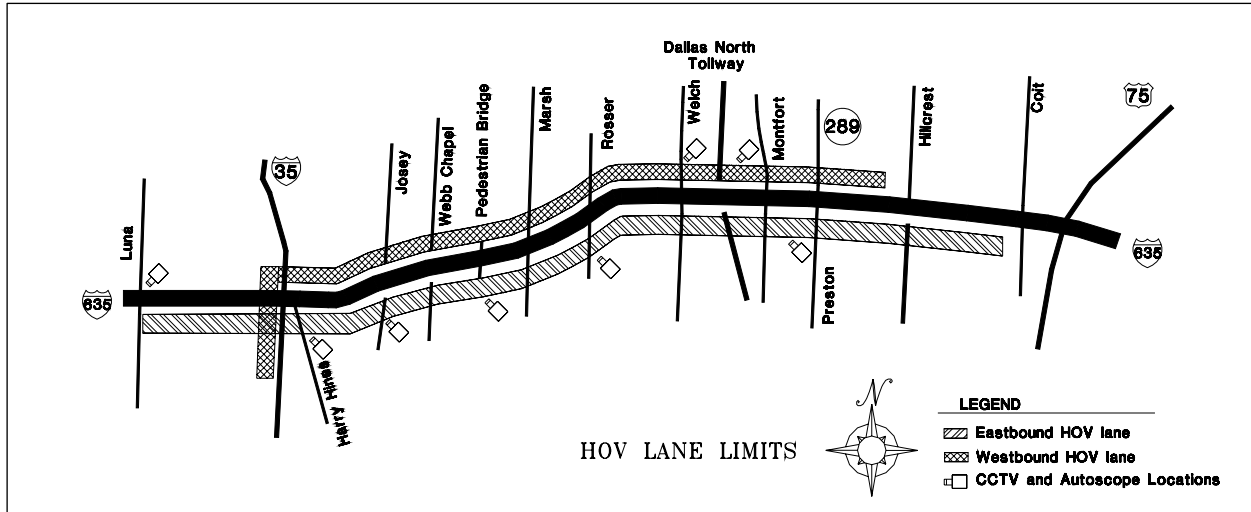 Dallas North
Tollway
Luna
35
Josey
Webb Chapel
Pedestrian Bridge
Marsh
Rosser
Welch
Montfort
289
Hillcrest
Coit
75
635
635
Harry Hines
Preston
HOV LANE LIMITS
N
LEGEND
Eastbound HOV lane
Westbound HOV lane
CCTV and Autoscope Locations